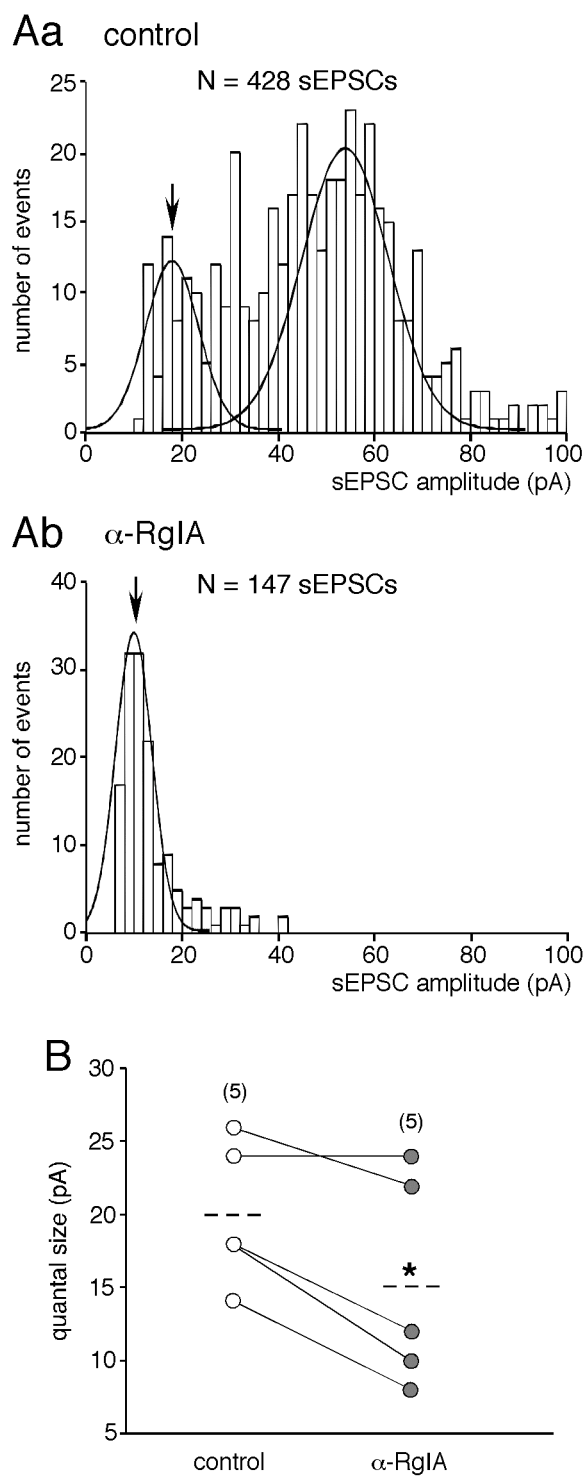 Aa control
N = 428 sEPSCs
number of events
25
20
15
10
5
0
0 20 40 60 80 100
sEPSC amplitude (pA)
Ab α-RgIA
N = 147 sEPSCs
number of events
40
30
20
10
0
0 20 40 60 80 100
sEPSC amplitude (pA)
B
quantal size (pA)
30
25
20
15
10
5
(5) (5)
*
control α-RgIA